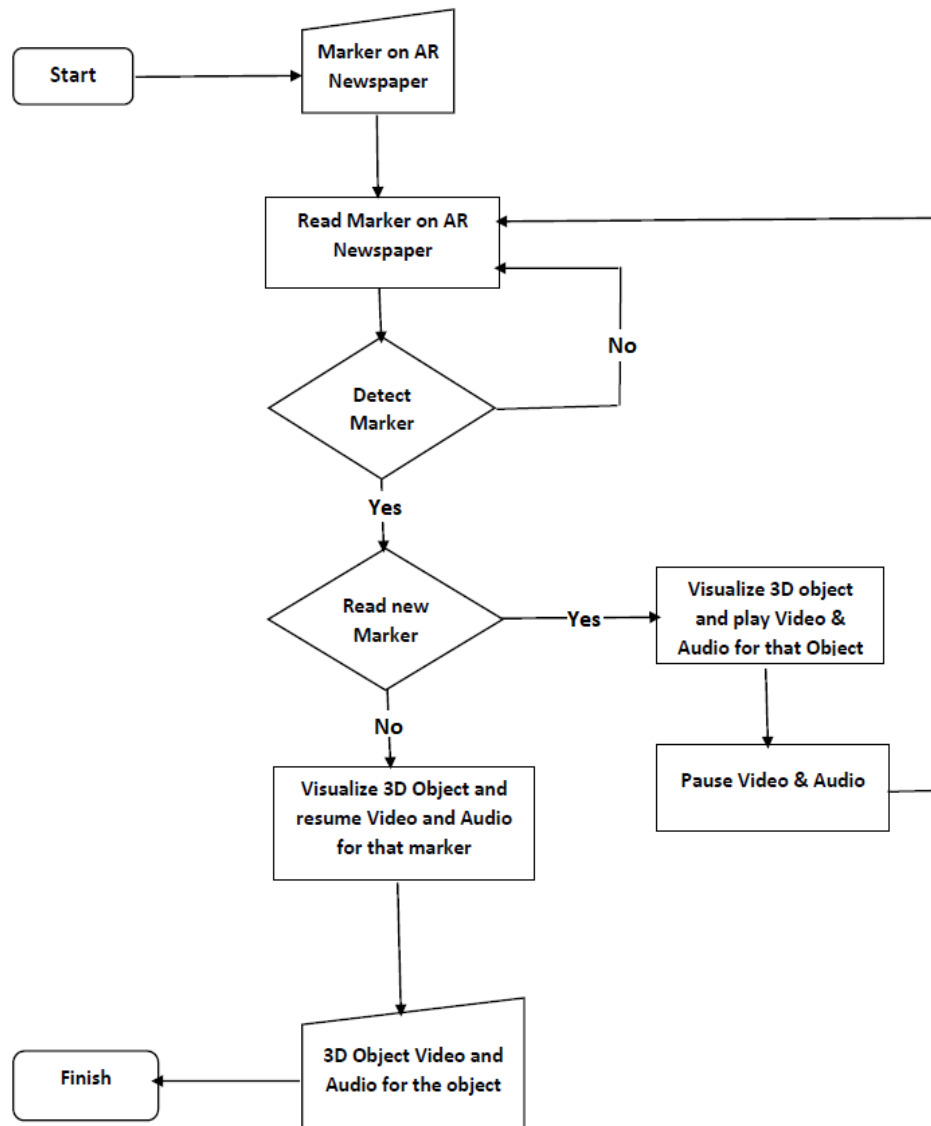 Start
Marker on AR
Newspaper
Read Marker on AR
Newspaper
No
Detect
Marker
Yes
Read new
Marker
Yes
Visualize 3D object
and play Video &
Audio for that Object
No
Pause Video & Audio
Visualize 3D Object and
resume Video and Audio
for that marker
3D Object Video and
Audio for the object
Finish